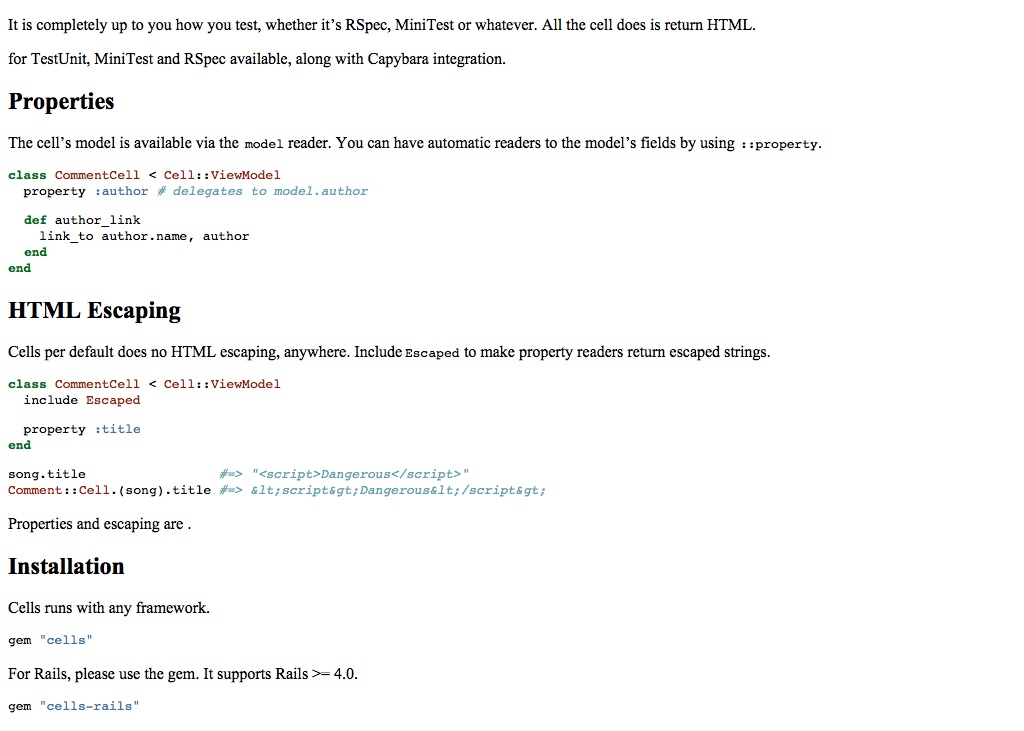 It is completely up to you how you test, whether it’s RSpec, MiniTest or whatever. All the cell does is return HTML.
for TestUnit, MiniTest and RSpec available, along with Capybara integration.
Properties
The cell’s model is available via the model reader. You can have automatic readers to the model’s fields by using ::property.
class CommentCell < Cell::ViewModel
  property :author # delegates to model.author
  def author_link
    link_to author.name, author
  end
end
HTML Escaping
Cells per default does no HTML escaping, anywhere. Include Escaped to make property readers return escaped strings.
class CommentCell < Cell::ViewModel
  include Escaped
  property :title
end
song.title                 #=> "<script>Dangerous</script>"
Comment::Cell.(song).title #=> &lt;script&gt;Dangerous&lt;/script&gt;
Properties and escaping are .
Installation
Cells runs with any framework.
gem "cells"
For Rails, please use the gem. It supports Rails >= 4.0.
gem "cells-rails"